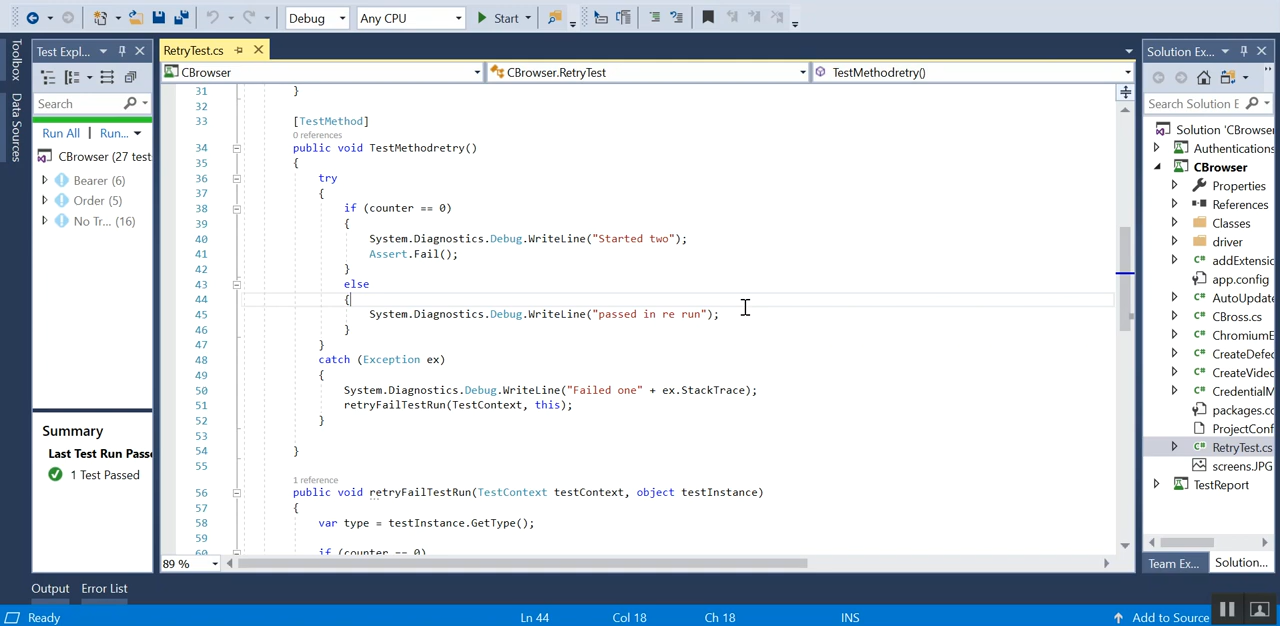 Debug
Any CPU
Start
Toolbox
Data Sources
Test Expl...
Search
Run All | Run...
CBrowser (27 test
Bearer (6)
Order (5)
No Tr... (16)
Summary
Last Test Run Passe
1 Test Passed
RetryTest.cs
CBrowser
CBrowser.RetryTest
TestMethodretry()
31 }
32
33 [TestMethod]
0 references
34 public void TestMethodretry()
35 {
36 try
37 {
38 if (counter == 0)
39 {
40 System.Diagnostics.Debug.WriteLine("Started two");
41 Assert.Fail();
42 }
43 else
44 {
45 System.Diagnostics.Debug.WriteLine("passed in re run");
46 }
47 }
48 catch (Exception ex)
49 {
50 System.Diagnostics.Debug.WriteLine("Failed one" + ex.StackTrace);
51 retryFailTestRun(TestContext, this);
52 }
53
54 }
55
1 reference
56 public void retryFailTestRun(TestContext testContext, object testInstance)
57 {
58 var type = testInstance.GetType();
59
60 if (counter == 0)
89 %
Solution Ex...
Search Solution E
Solution 'CBrowser
Authentications
CBrowser
Properties
References
Classes
driver
addExtensic
app.config
AutoUpdate
CBross.cs
ChromiumE
CreateDefec
CreateVideo
CredentialM
packages.co
ProjectConf
RetryTest.cs
screens.JPG
TestReport
Team Ex...
Solution...
Output
Error List
Ready
Ln 44
Col 18
Ch 18
INS
Add to Source